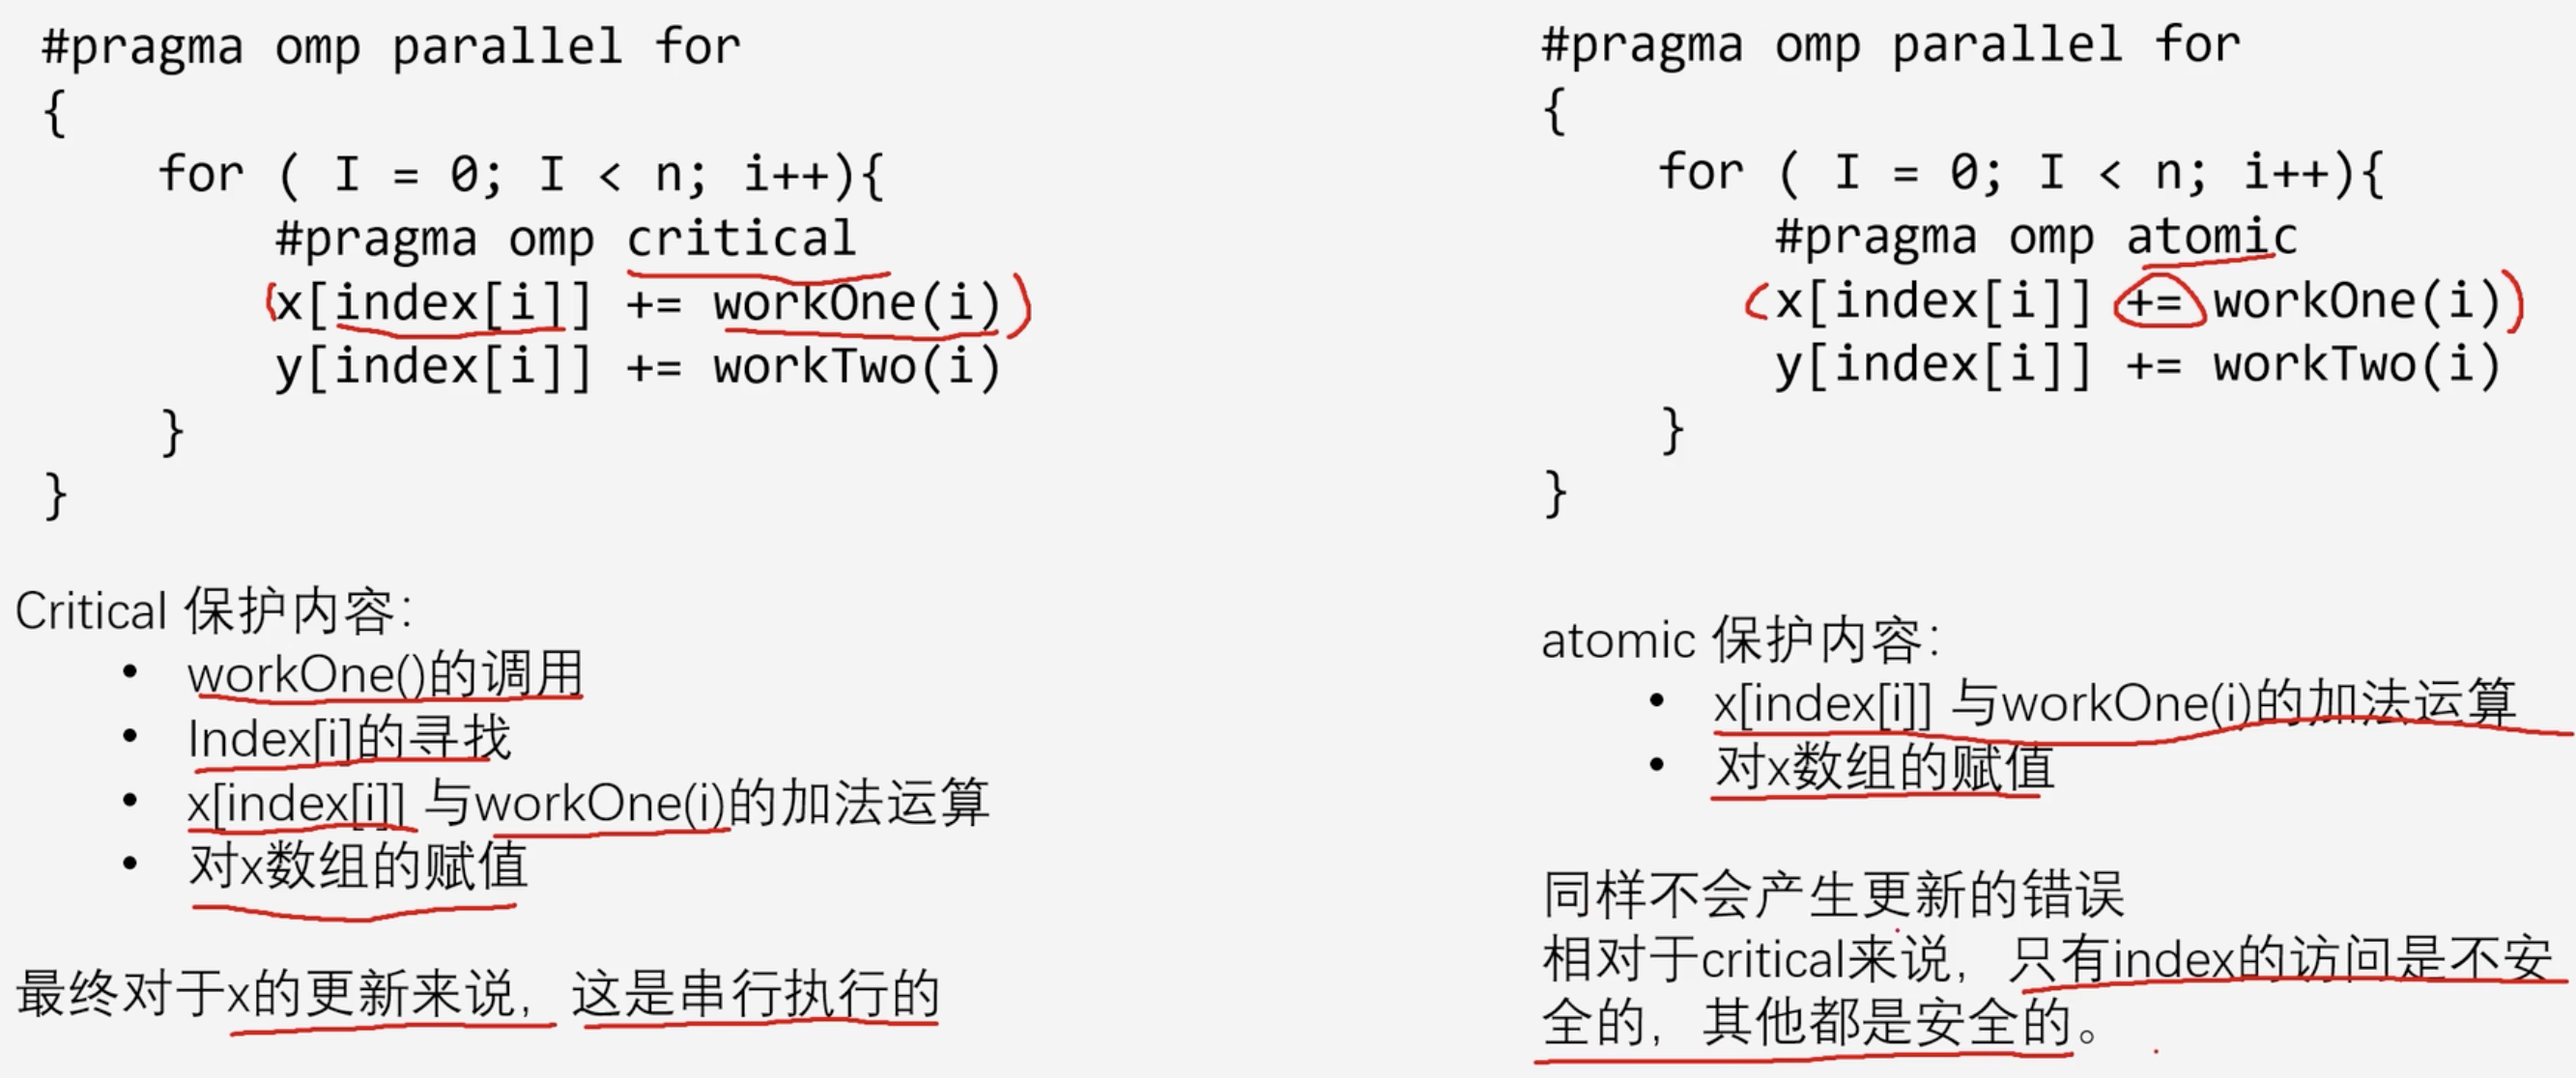 #pragma omp parallel for
{
for ( I = 0; I < n; i++){
#pragma omp critical
x[index[i]] += workOne(i)
y[index[i]] += workTwo(i)
}
}
Critical 保护内容：
• workOne()的调用
• Index[i]的寻找
• x[index[i]] 与workOne(i)的加法运算
• 对x数组的赋值
最终对于x的更新来说，这是串行执行的
#pragma omp parallel for
{
for ( I = 0; I < n; i++){
#pragma omp atomic
x[index[i]] += workOne(i)
y[index[i]] += workTwo(i)
}
}
atomic 保护内容：
• x[index[i]] 与workOne(i)的加法运算
• 对x数组的赋值
同样不会产生更新的错误
相对于critical来说，只有index的访问是不安
全的，其他都是安全的。